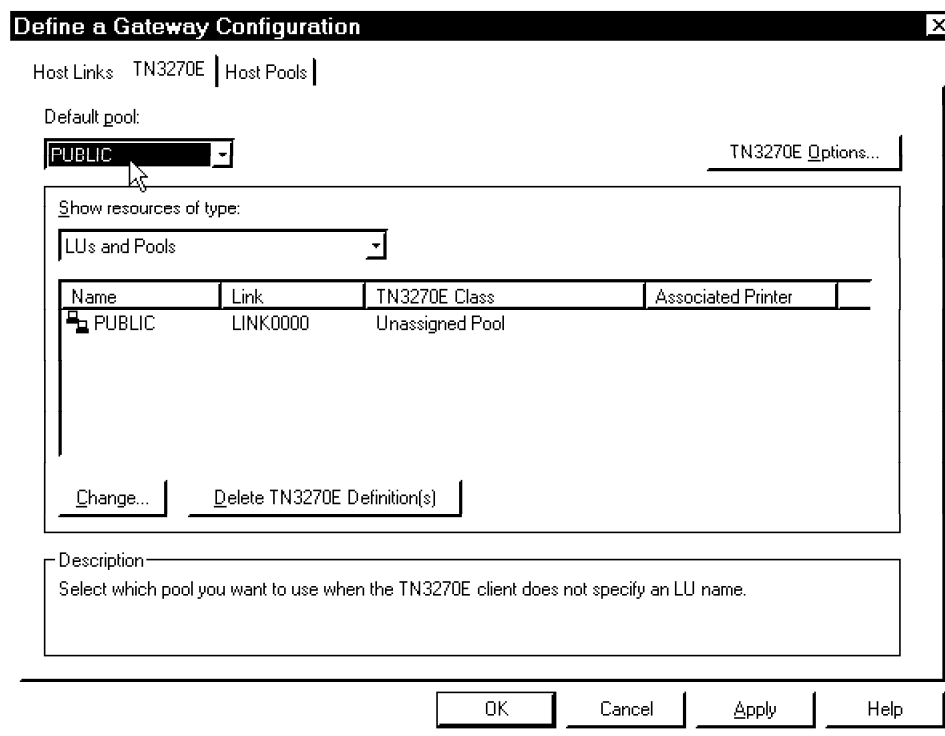 Define a Gateway Configuration
Host Links TN3270E Host Pools
Default pool:
PUBLIC
TN3270E Options...
Show resources of type:
LUs and Pools
Name Link TN3270E Class Associated Printer
PUBLIC LINK0000 Unassigned Pool
Change... Delete TN3270E Definition(s)
Description
Select which pool you want to use when the TN3270E client does not specify an LU name.
OK Cancel Apply Help